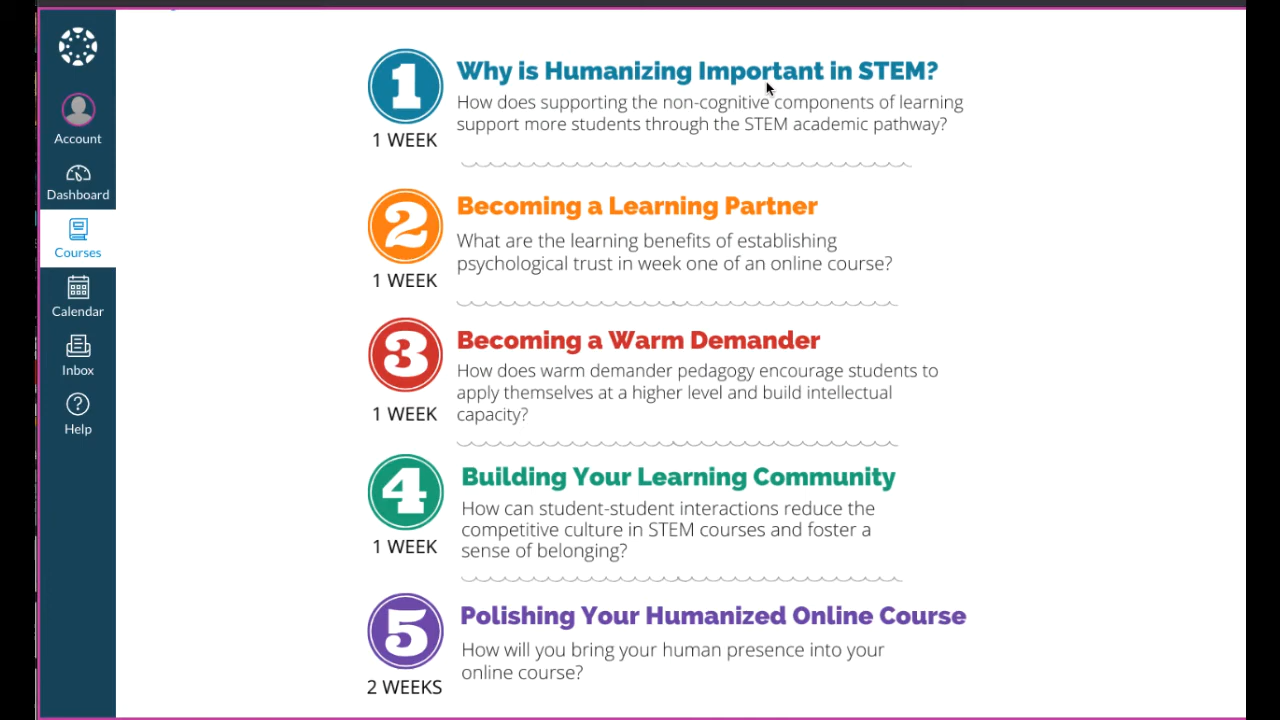 Account
Dashboard
Courses
Calendar
Inbox
Help
1
1 WEEK
Why is Humanizing Important in STEM?
How does supporting the non-cognitive components of learning
support more students through the STEM academic pathway?
2
1 WEEK
Becoming a Learning Partner
What are the learning benefits of establishing
psychological trust in week one of an online course?
3
1 WEEK
Becoming a Warm Demander
How does warm demander pedagogy encourage students to
apply themselves at a higher level and build intellectual
capacity?
4
1 WEEK
Building Your Learning Community
How can student-student interactions reduce the
competitive culture in STEM courses and foster a
sense of belonging?
5
2 WEEKS
Polishing Your Humanized Online Course
How will you bring your human presence into your
online course?